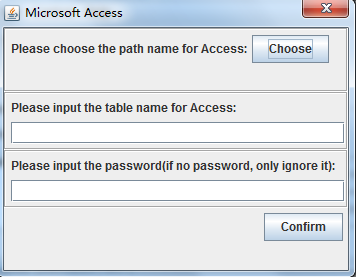 Microsoft Access
Please choose the path name for Access: Choose
Please input the table name for Access:
Please input the password(if no password, only ignore it):
Confirm